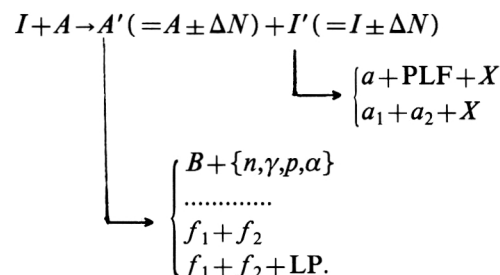 I + A → A′ ( = A ± ΔN) + I′ ( = I ± ΔN)
a + PLF + X
a₁ + a₂ + X
B + {n,γ,p,α}
.............
f₁ + f₂
f₁ + f₂ + LP.